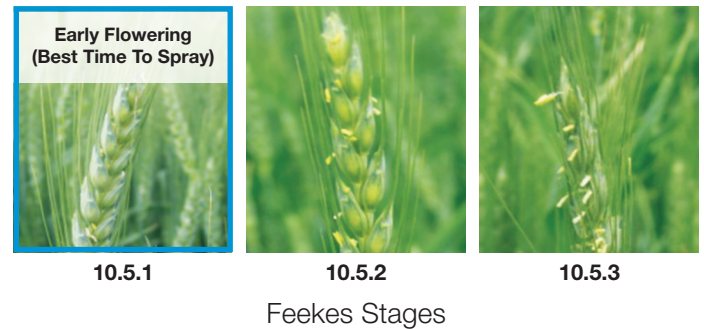 Early Flowering
(Best Time To Spray)
10.5.1
10.5.2
10.5.3
Feekes Stages